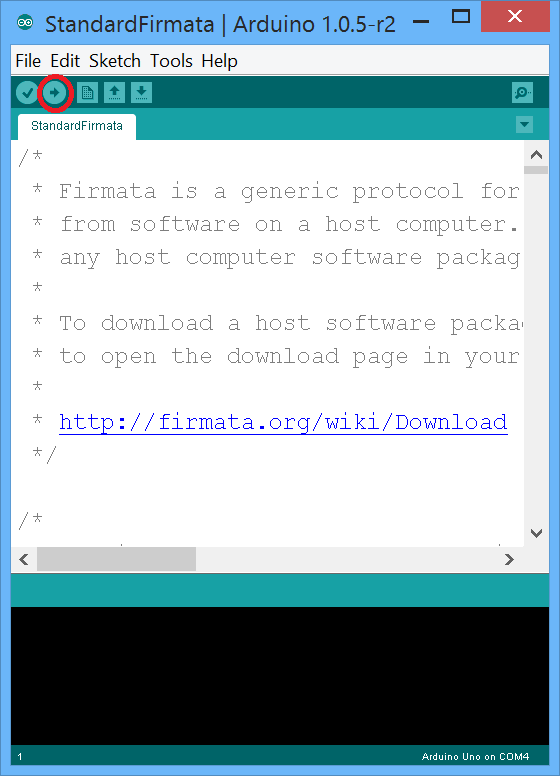 StandardFirmata | Arduino 1.0.5-r2
File Edit Sketch Tools Help
StandardFirmata
/*
* Firmata is a generic protocol for
* from software on a host computer.
* any host computer software packag
*
* To download a host software packa
* to open the download page in your
*
* http://firmata.org/wiki/Download
*/
/*
1
Arduino Uno on COM4